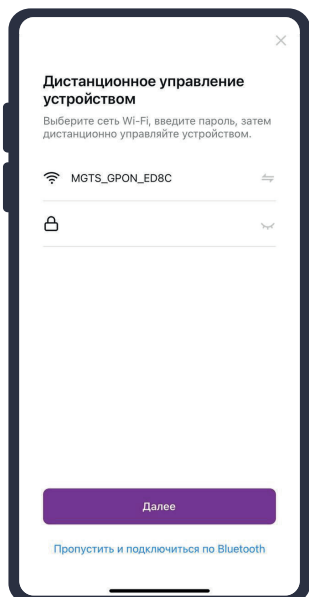 Дистанционное управление
устройством
Выберите сеть Wi-Fi, введите пароль, затем
дистанционно управляйте устройством.
MGTS_GPON_ED8C
Далее
Пропустить и подключиться по Bluetooth